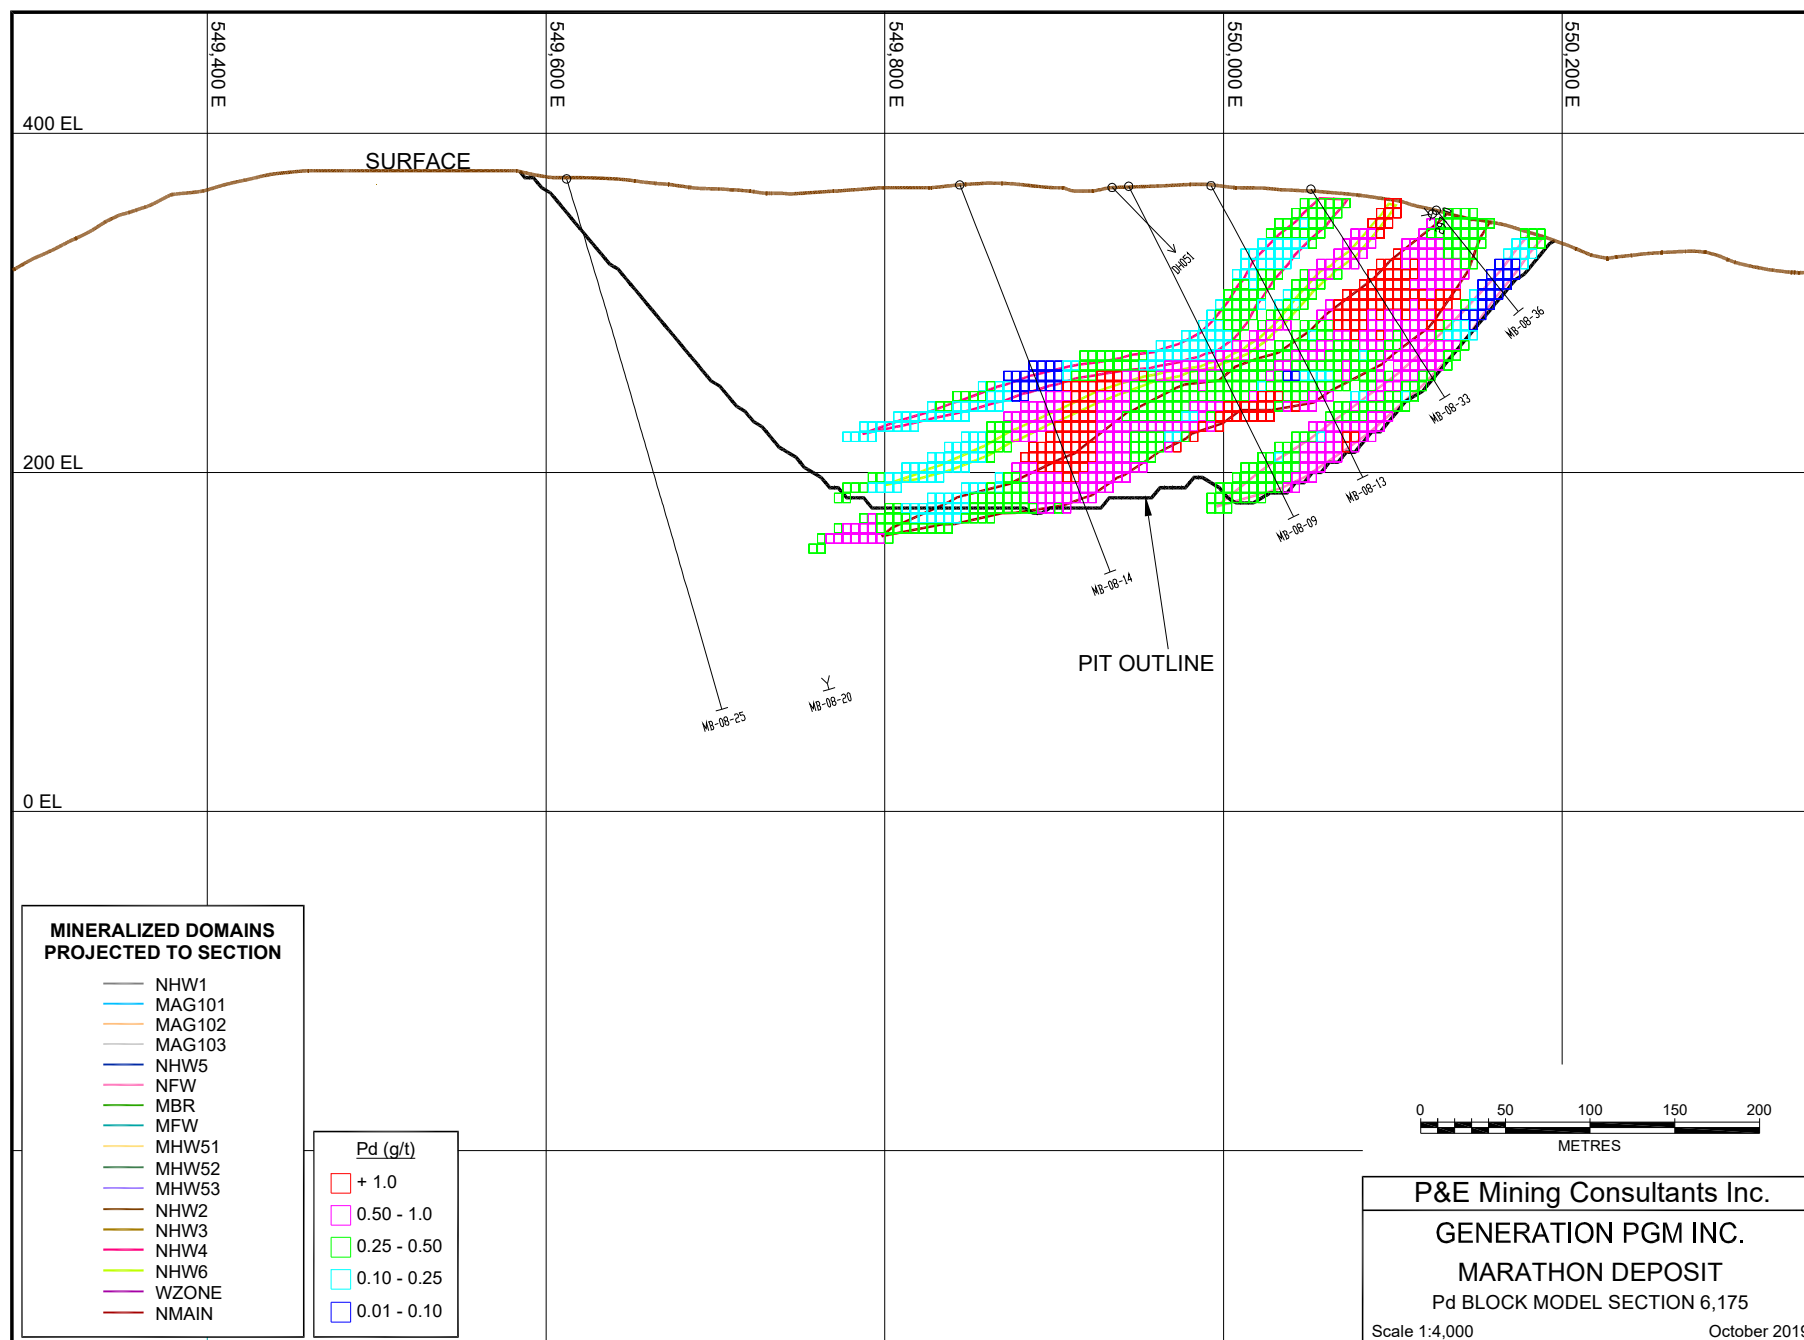 549,400 E
549,600 E
549,800 E
550,000 E
550,200 E
400 EL
SURFACE
DH051
MB-08-36
MB-08-33
200 EL
MB-08-13
MB-08-09
MB-08-14
PIT OUTLINE
MB-08-20
MB-08-25
0 EL
MINERALIZED DOMAINS
PROJECTED TO SECTION
NHW1
MAG101
MAG102
MAG103
NHW5
NFW
MBR
MFW
MHW51
MHW52
MHW53
NHW2
NHW3
NHW4
NHW6
WZONE
NMAIN
Pd (g/t)
+ 1.0
0.50 - 1.0
0.25 - 0.50
0.10 - 0.25
0.01 - 0.10
0 50 100 150 200
METRES
P&E Mining Consultants Inc.
GENERATION PGM INC.
MARATHON DEPOSIT
Pd BLOCK MODEL SECTION 6,175
Scale 1:4,000 October 2019